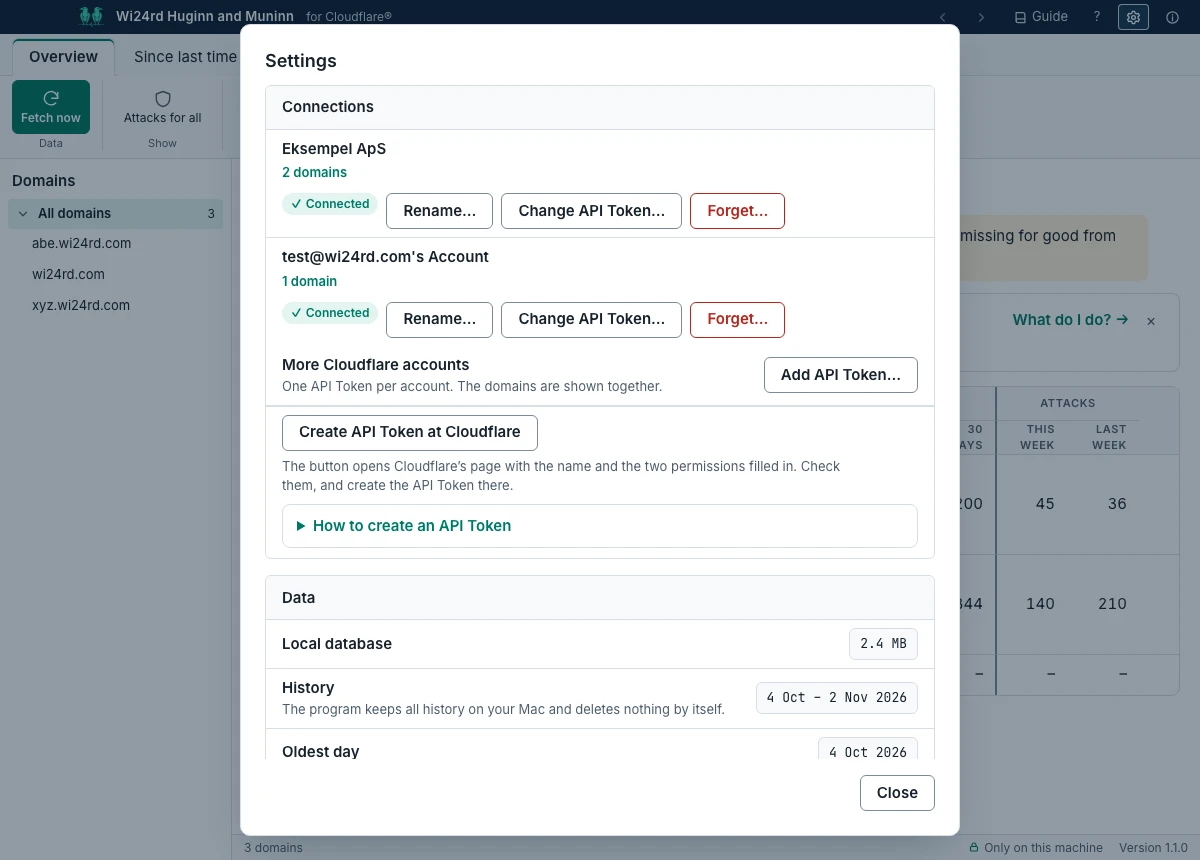 Wi24rd Huginn and Muninn for Cloudflare®
Guide
?
Overview
Since last time
Fetch now
Data
Attacks for all
Show
Domains
All domains 3
abe.wi24rd.com
wi24rd.com
xyz.wi24rd.com
Settings
Connections
Eksempel ApS
2 domains
✓ Connected
Rename…
Change API Token…
Forget…
test@wi24rd.com's Account
1 domain
✓ Connected
Rename…
Change API Token…
Forget…
More Cloudflare accounts
One API Token per account. The domains are shown together.
Add API Token…
Create API Token at Cloudflare
The button opens Cloudflare’s page with the name and the two permissions filled in. Check
them, and create the API Token there.
How to create an API Token
Data
Local database
2.4 MB
History
The program keeps all history on your Mac and deletes nothing by itself.
4 Oct – 2 Nov 2026
Oldest day
4 Oct 2026
Close
missing for good from
What do I do? →
×
ATTACKS
30
THIS
WEEK
LAST
WEEK
45 36
140 210
– – –
3 domains
Only on this machine
Version 1.1.0